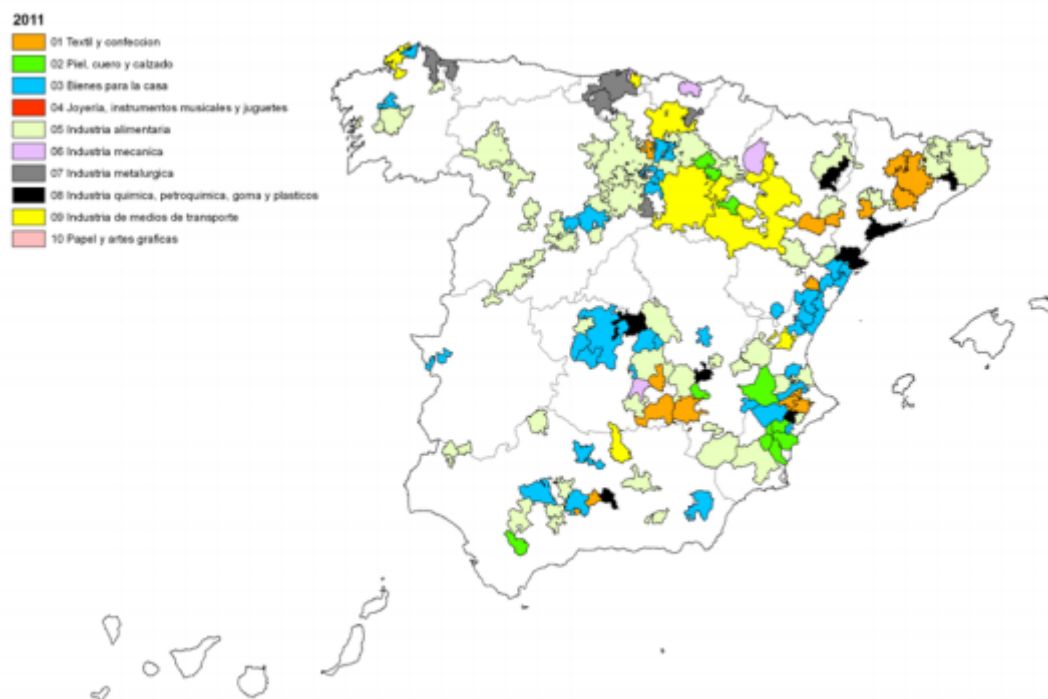 2011
01 Textil y confeccion
02 Piel, cuero y calzado
03 Bienes para la casa
04 Joyería, instrumentos musicales y juguetes
05 Industria alimentaria
06 Industria mecanica
07 Industria metalurgica
08 Industria quimica, petroquimica, goma y plasticos
09 Industria de medios de transporte
10 Papel y artes graficas